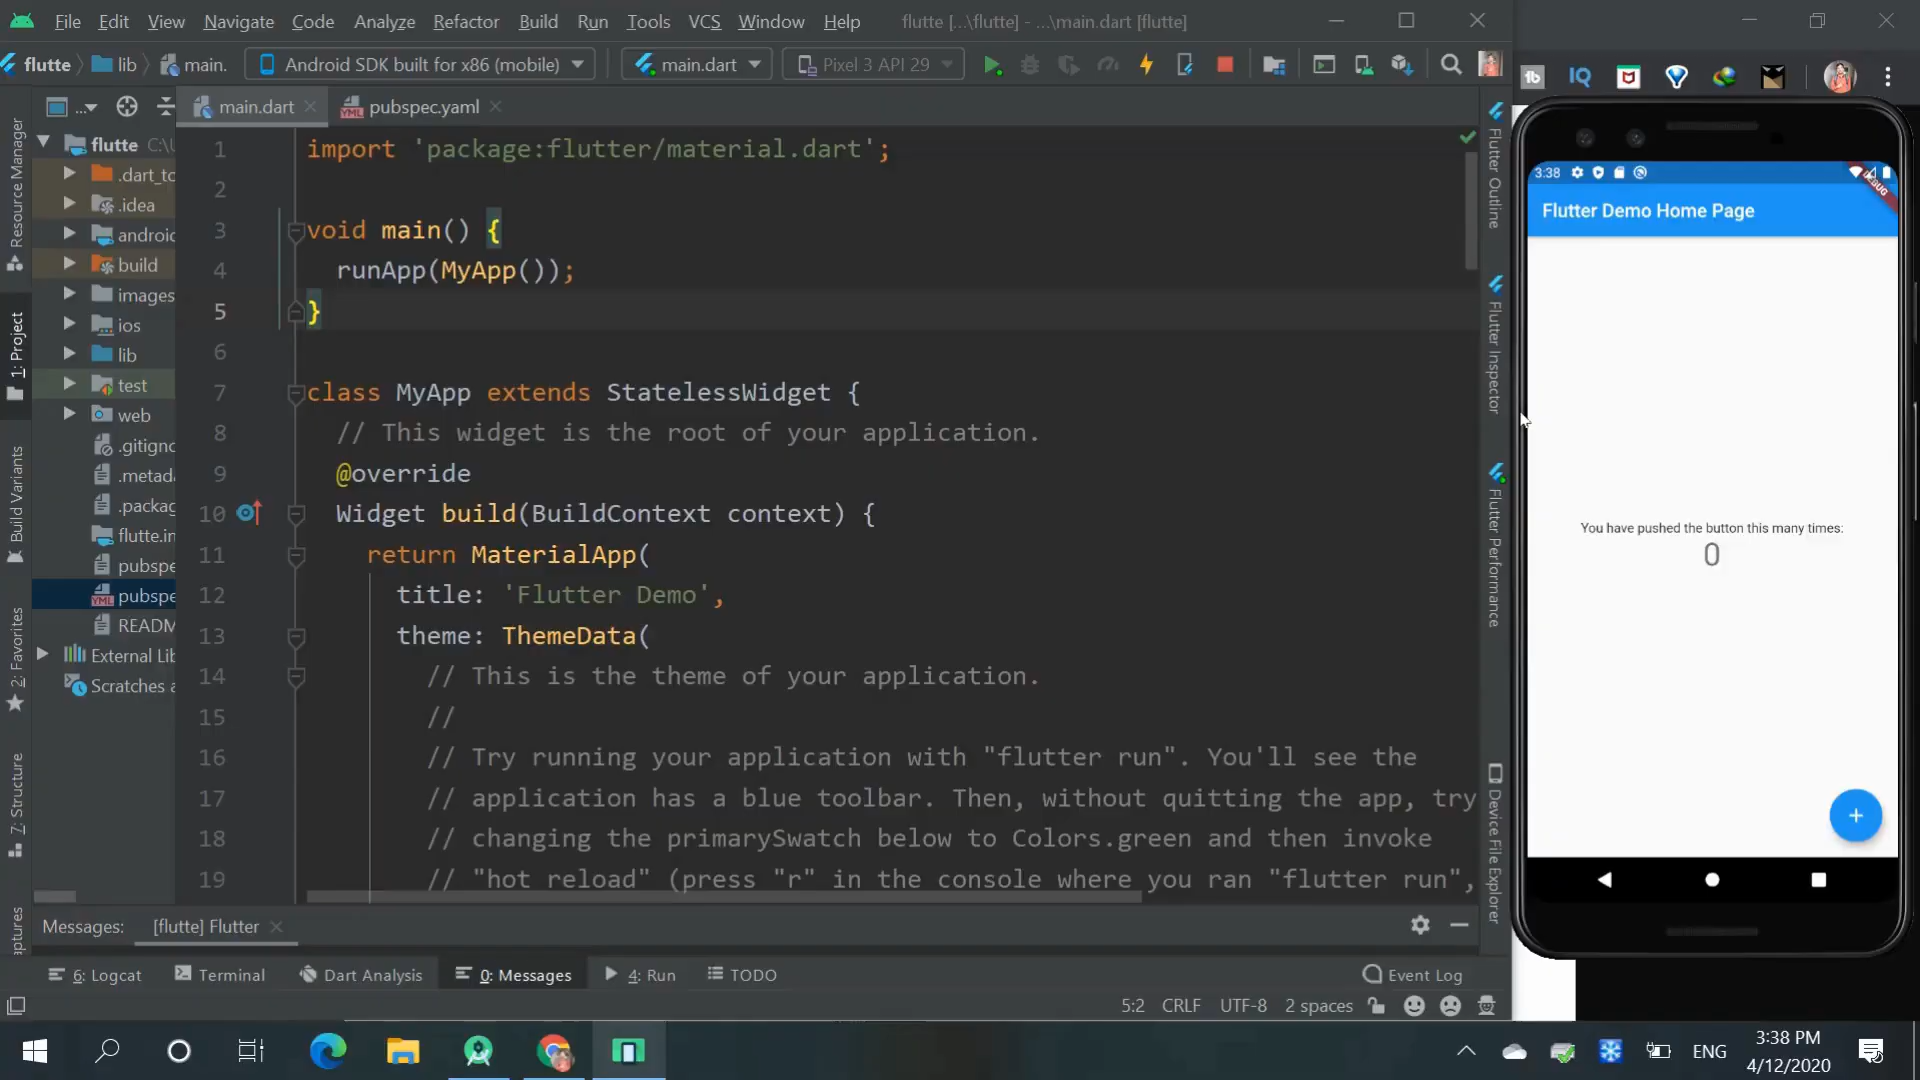 File Edit View Navigate Code Analyze Refactor Build Run Tools VCS Window Help flutte [...\flutte] - ...\main.dart [flutte]
flutte lib main. Android SDK built for x86 (mobile) main.dart Pixel 3 API 29
... main.dart pubspec.yaml
flutte C:\
.dart_to
.idea
android
build
images
ios
lib
test
web
.gitign
.metad
.packag
flutte.in
pubspe
pubspe
READM
External Lib
Scratches a
Resource Manager
1: Project
Build Variants
2: Favorites
7: Structure
aptures
1 import 'package:flutter/material.dart';
2
3 void main() {
4 runApp(MyApp());
5 }
6
7 class MyApp extends StatelessWidget {
8 // This widget is the root of your application.
9 @override
10 Widget build(BuildContext context) {
11 return MaterialApp(
12 title: 'Flutter Demo',
13 theme: ThemeData(
14 // This is the theme of your application.
15 //
16 // Try running your application with "flutter run". You'll see the
17 // application has a blue toolbar. Then, without quitting the app, try
18 // changing the primarySwatch below to Colors.green and then invoke
19 // "hot reload" (press "r" in the console where you ran "flutter run",
Flutter Outline
Flutter Inspector
Flutter Performance
Device File Explorer
tb IQ
3:38
DEBUG
Flutter Demo Home Page
You have pushed the button this many times:
0
+
Messages: [flutte] Flutter
6: Logcat Terminal Dart Analysis 0: Messages 4: Run TODO Event Log
5:2 CRLF UTF-8 2 spaces
ENG 3:38 PM
4/12/2020